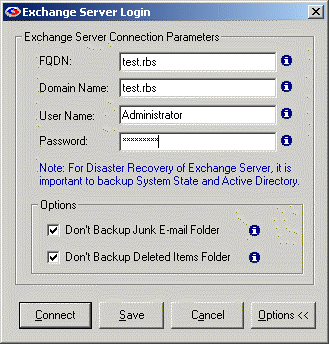 Exchange Server Login
Exchange Server Connection Parameters
FQDN: test.rbs
Domain Name: test.rbs
User Name: Administrator
Password: *********
Note: For Disaster Recovery of Exchange Server, it is
important to backup System State and Active Directory.
Options
Don't Backup Junk E-mail Folder
Don't Backup Deleted Items Folder
Connect Save Cancel Options <<